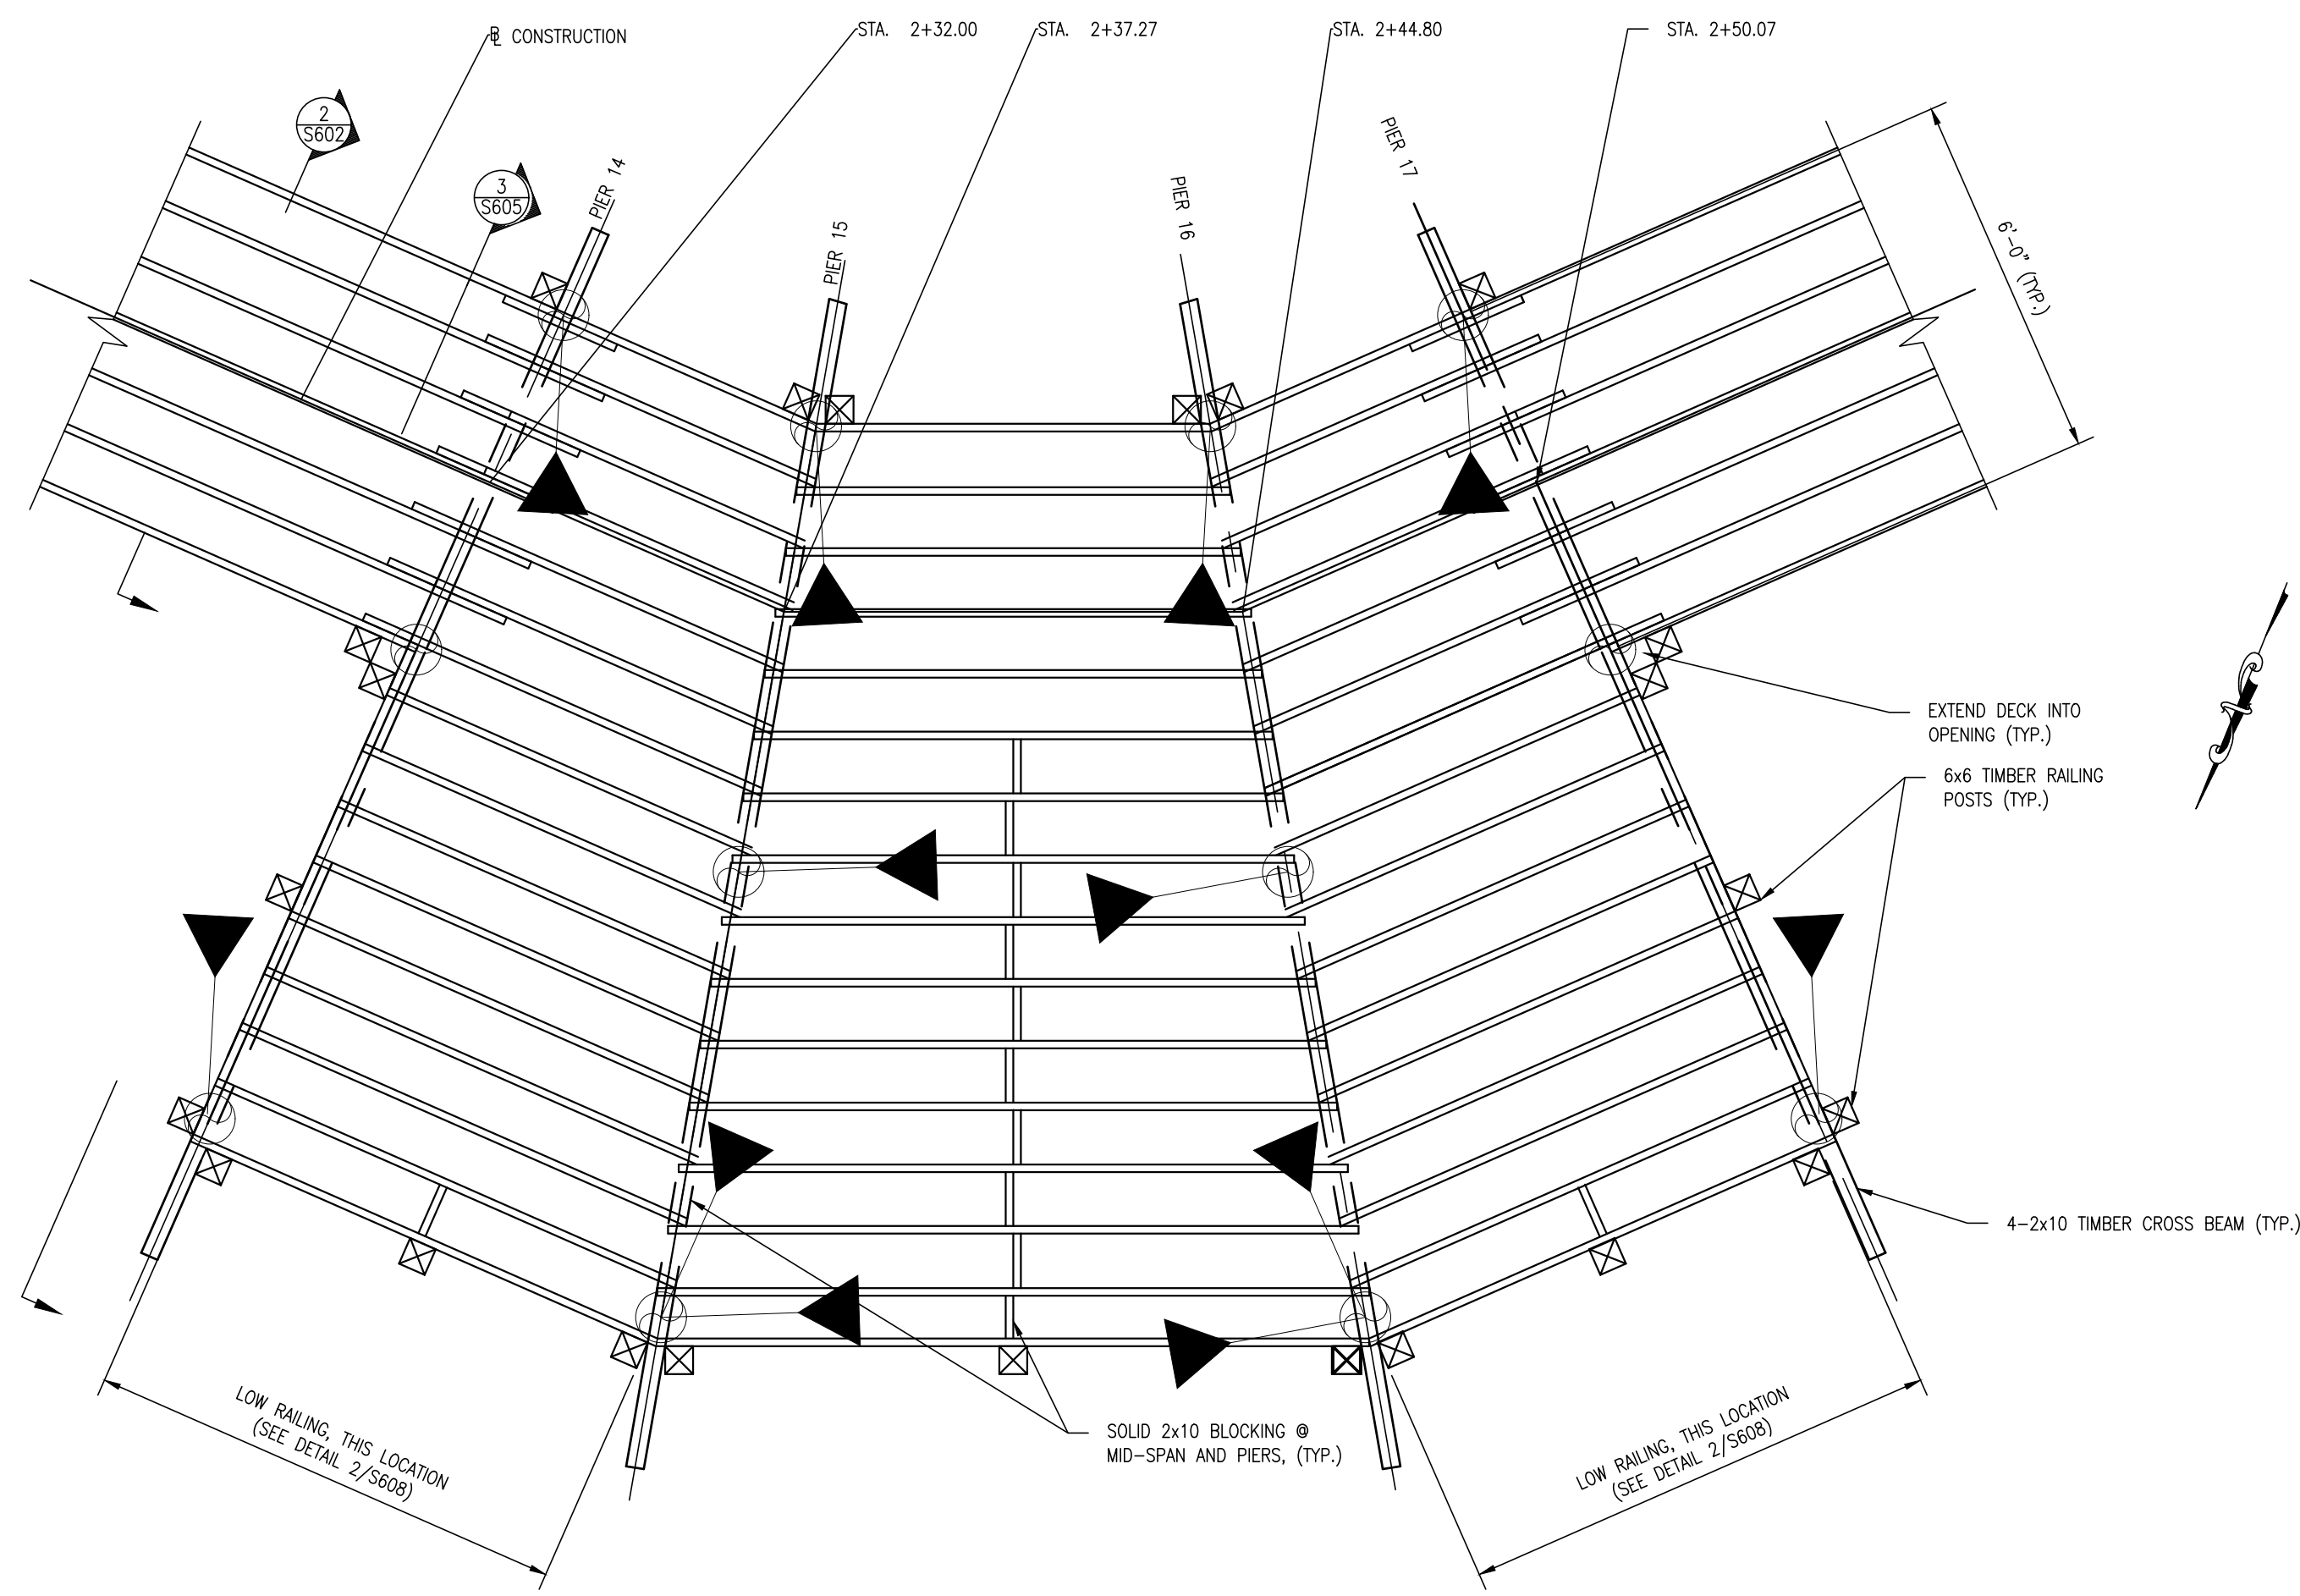 ℄ CONSTRUCTION
STA. 2+32.00
STA. 2+37.27
STA. 2+44.80
STA. 2+50.07
2
S602
3
S605
PIER 14
PIER 15
PIER 16
PIER 17
6'-0" (TYP.)
EXTEND DECK INTO
OPENING (TYP.)
6x6 TIMBER RAILING
POSTS (TYP.)
4-2x10 TIMBER CROSS BEAM (TYP.)
LOW RAILING, THIS LOCATION
(SEE DETAIL 2/S608)
SOLID 2x10 BLOCKING @
MID-SPAN AND PIERS, (TYP.)
LOW RAILING, THIS LOCATION
(SEE DETAIL 2/S608)